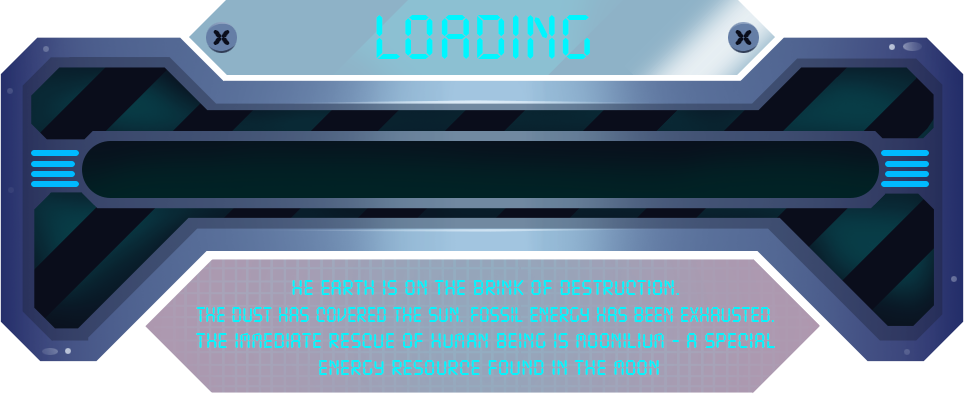 LOADING
HE EARTH IS ON THE BRINK OF DESTRUCTION.
THE DUST HAS COVERED THE SUN. FOSSIL ENERGY HAS BEEN EXHAUSTED.
THE IMMEDIATE RESCUE OF HUMAN BEING IS MOONILIUM - A SPECIAL
ENERGY RESOURCE FOUND IN THE MOON